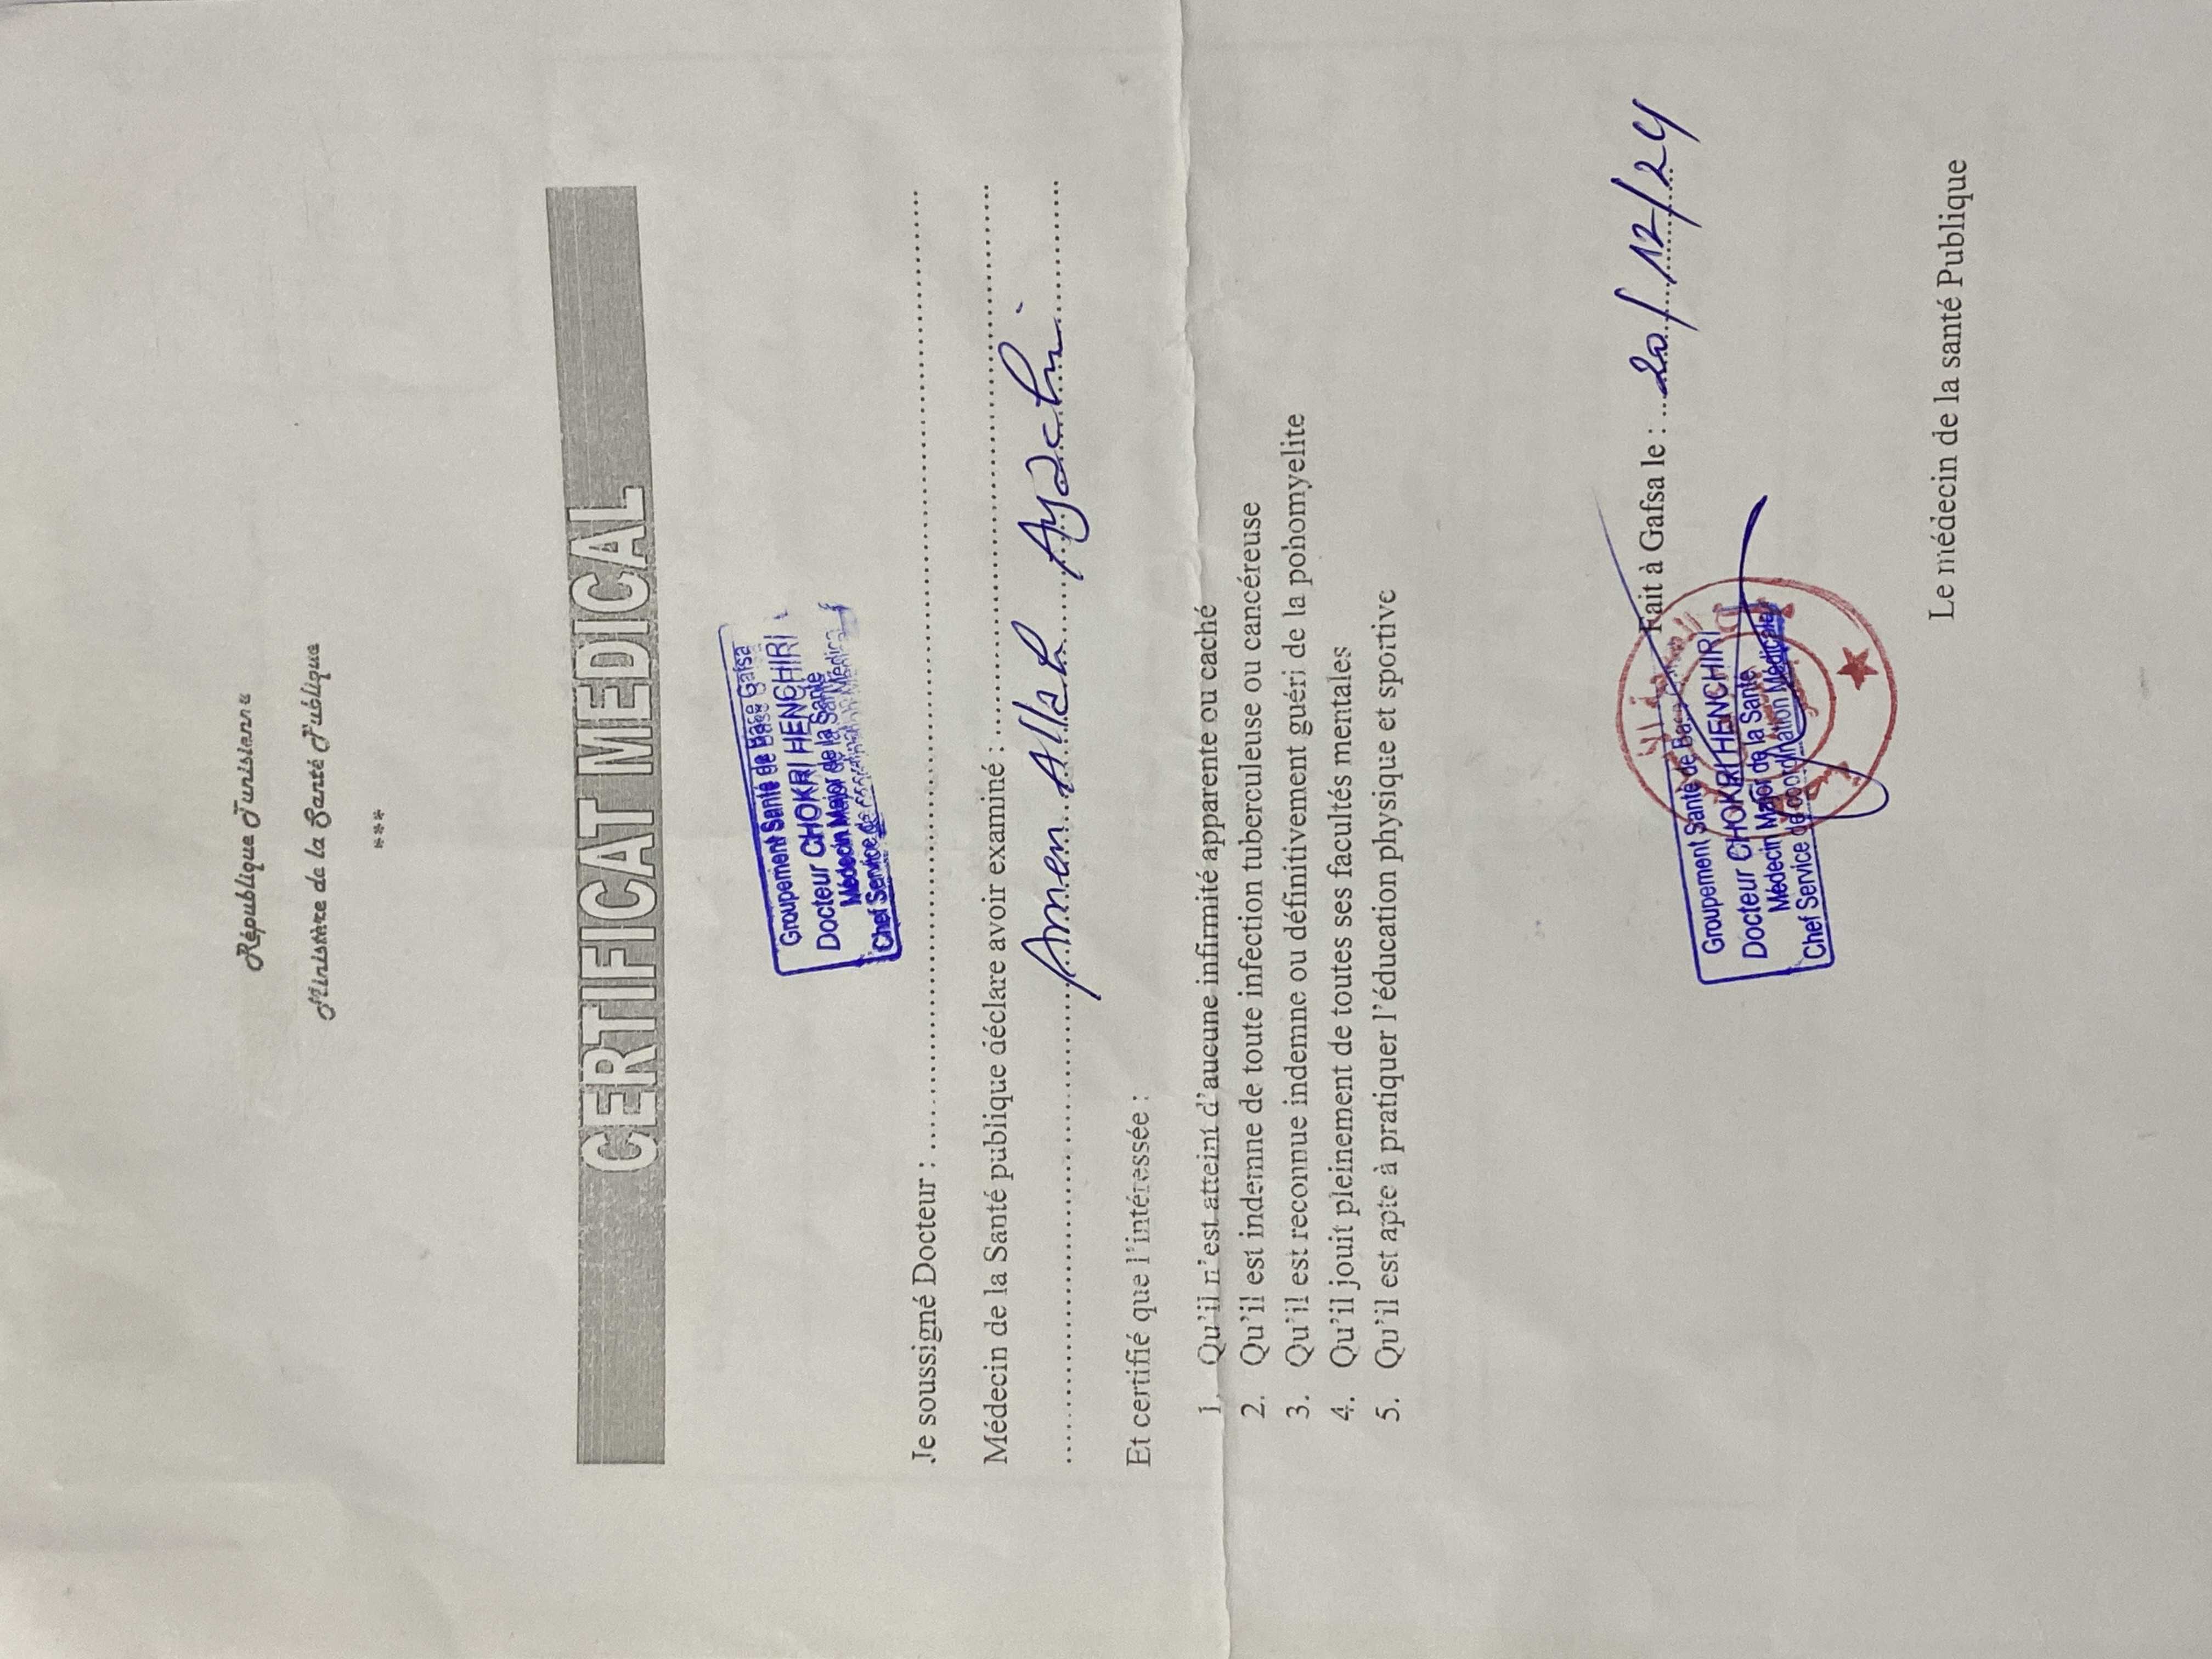 République Tunisienne
Ministère de la Santé Publique
***
CERTIFICAT MEDICAL
Groupement Santé de Base Gafsa
Docteur CHOKRI HENCHIRI
Médecin Major de la Santé
Chef Service de
Je soussigné Docteur : ....................
Médecin de la Santé publique déclare avoir examiné : ....................
.................... Amen Allah Ayachi ....................
Et certifié que l'intéressée :
1. Qu'il n'est atteint d'aucune infirmité apparente ou caché
2. Qu'il est indemne de toute infection tuberculeuse ou cancéreuse
3. Qu'il est reconnue indemne ou définitivement guéri de la pohomyelite
4. Qu'il jouit pleinement de toutes ses facultés mentales
5. Qu'il est apte à pratiquer l'éducation physique et sportive
Fait à Gafsa le : 20/12/24
Groupement Santé de Base
Docteur CHOKRI HENCHIRI
Médecin Major de la Santé
Chef Service de coordination Médicale
Le médecin de la santé Publique